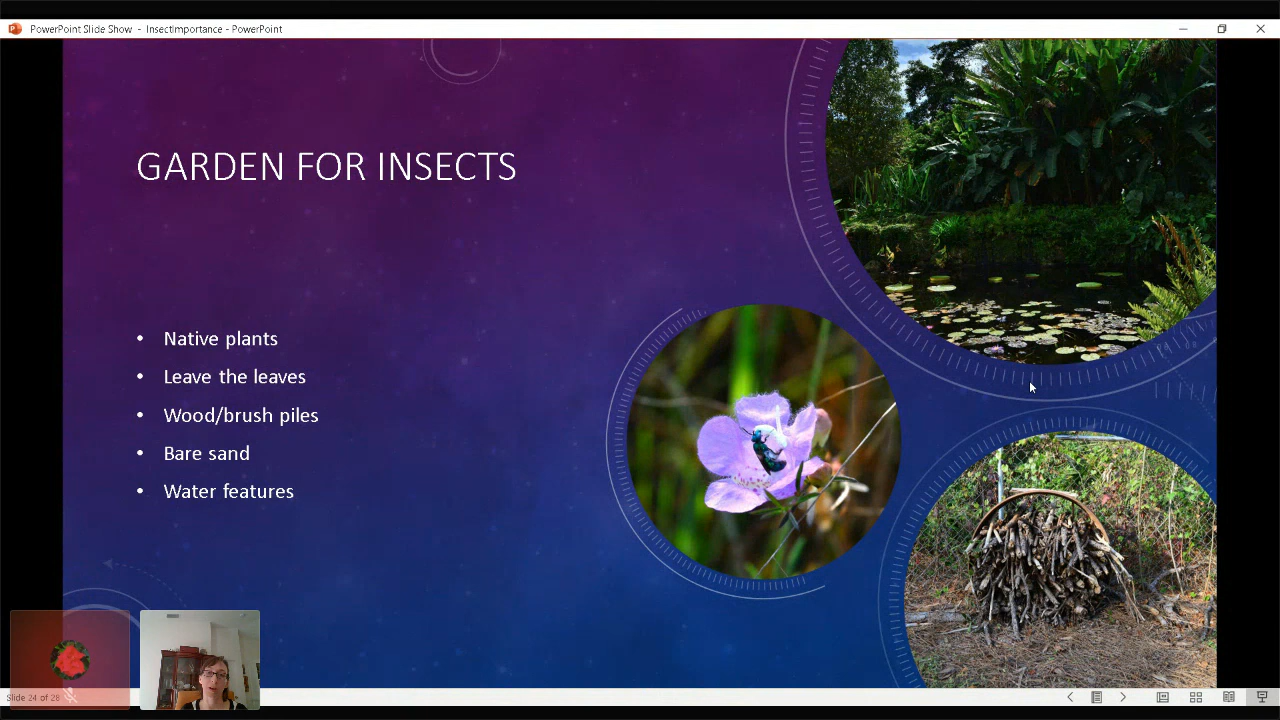 PowerPoint Slide Show - InsectImportance - PowerPoint
GARDEN FOR INSECTS
• Native plants
• Leave the leaves
• Wood/brush piles
• Bare sand
• Water features
Slide 24 of 28